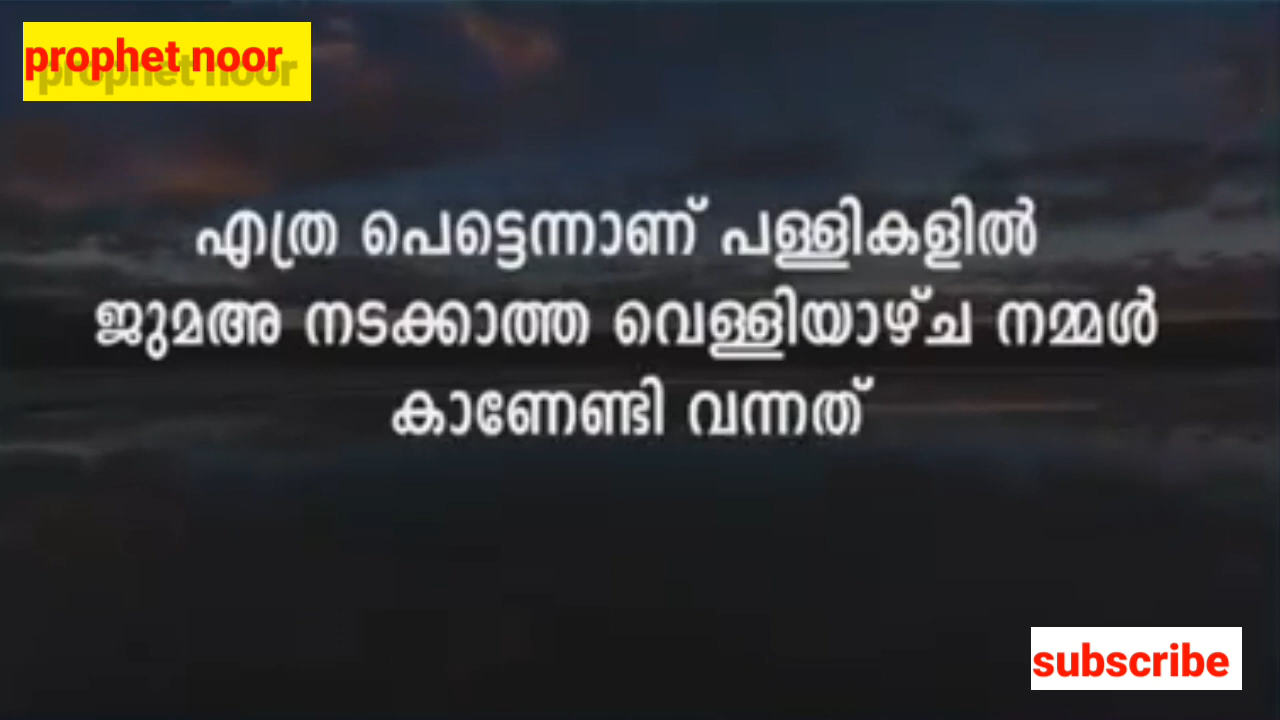 prophet noor
എത്ര പെട്ടെന്നാണ് പള്ളികളിൽ
ജുമഅ നടക്കാത്ത വെള്ളിയാഴ്ച നമ്മൾ
കാണേണ്ടി വന്നത്
subscribe